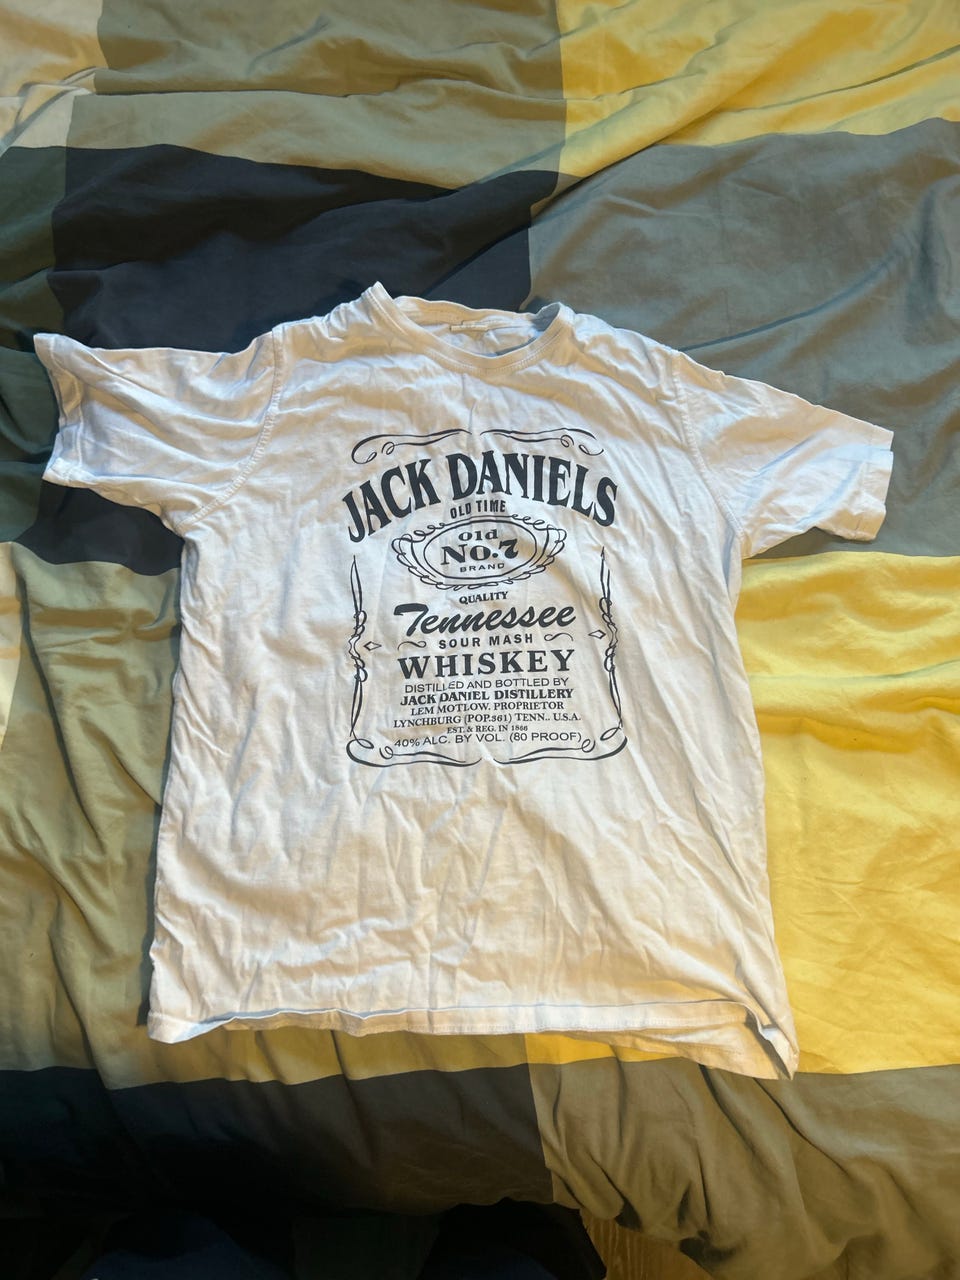 JACK DANIELS
OLD TIME
Old
No.7
BRAND
QUALITY
Tennessee
SOUR MASH
WHISKEY
DISTILLED AND BOTTLED BY
JACK DANIEL DISTILLERY
LEM MOTLOW. PROPRIETOR
LYNCHBURG (POP.361) TENN.. U.S.A.
EST. & REG. IN 1866
40% ALC. BY VOL. (80 PROOF)